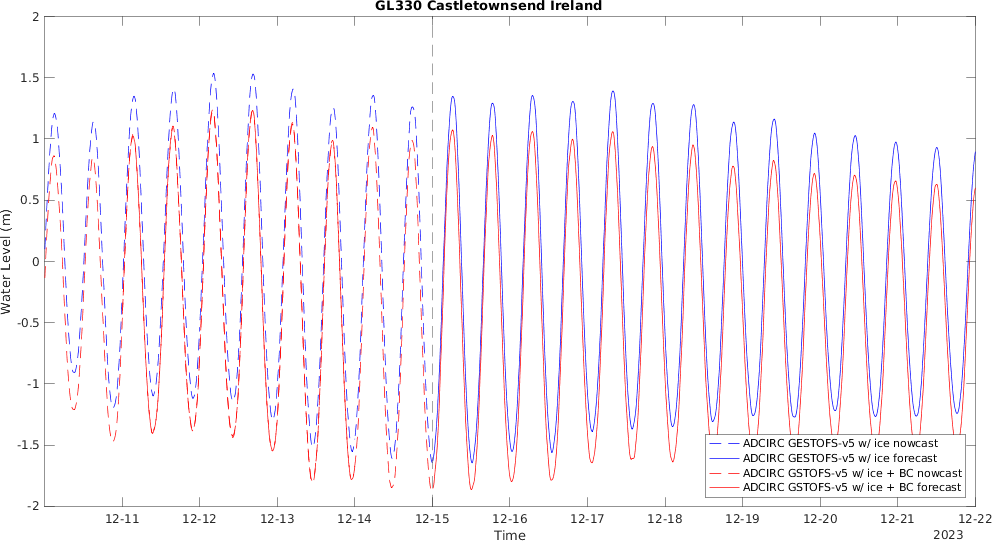 GL330 Castletownsend Ireland
2
1.5
1
0.5
0
-0.5
-1
-1.5
-2
Water Level (m)
ADCIRC GESTOFS-v5 w/ ice nowcast
ADCIRC GESTOFS-v5 w/ ice forecast
ADCIRC GSTOFS-v5 w/ ice + BC nowcast
ADCIRC GSTOFS-v5 w/ ice + BC forecast
12-11 12-12 12-13 12-14 12-15 12-16 12-17 12-18 12-19 12-20 12-21 12-22
Time
2023